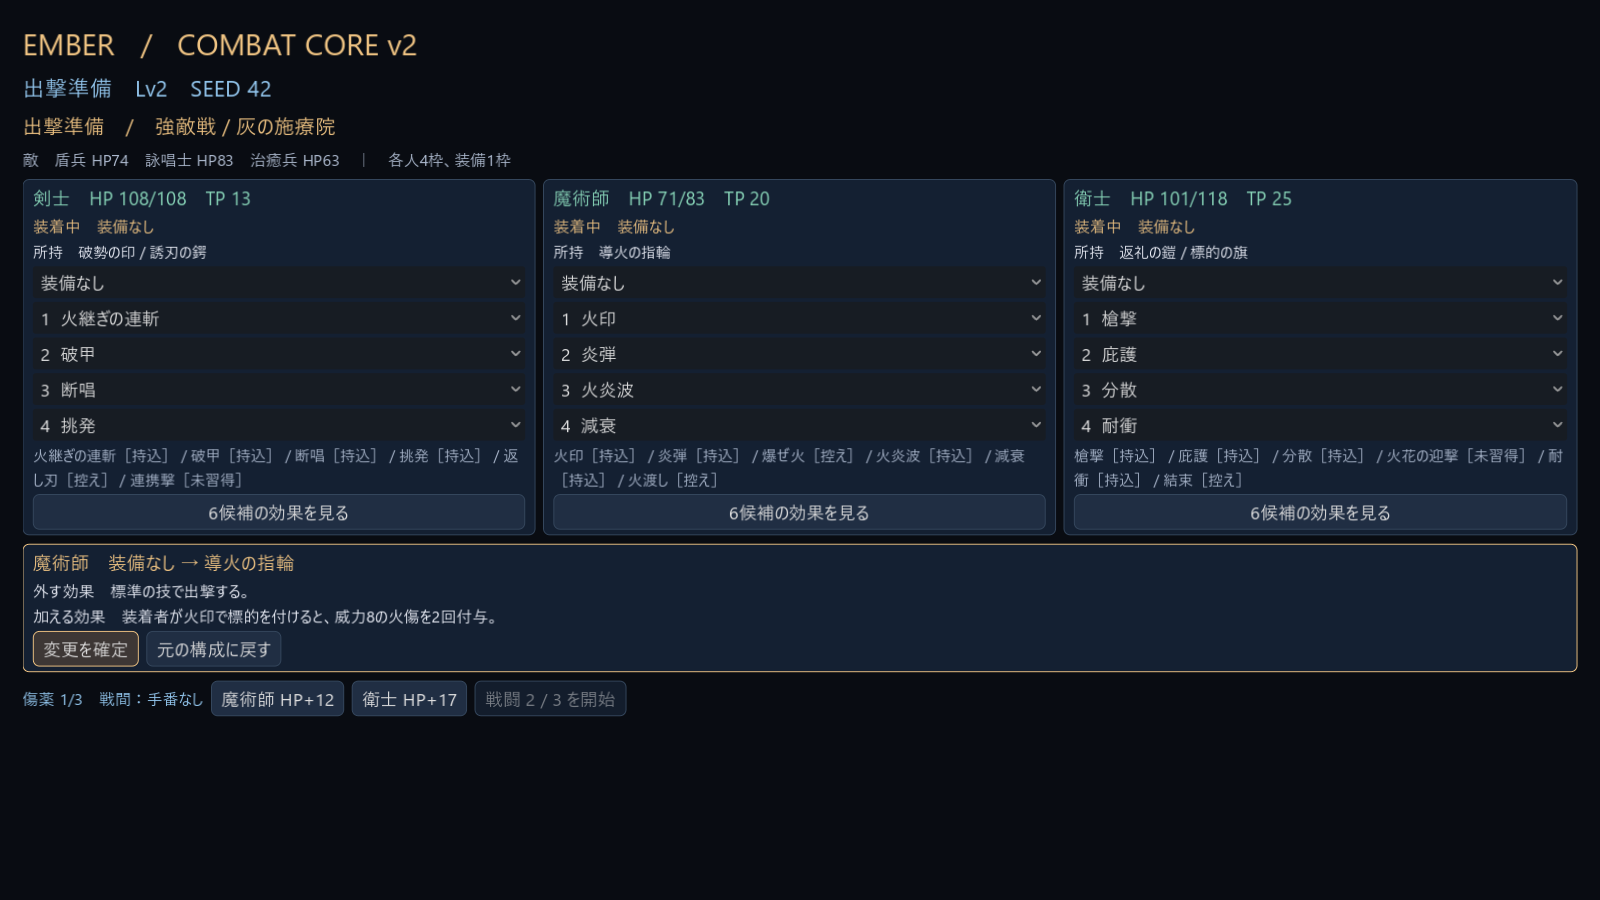 EMBER / COMBAT CORE v2
出撃準備 Lv2 SEED 42
出撃準備 / 強敵戦 / 灰の施療院
敵 盾兵 HP74 詠唱士 HP83 治癒兵 HP63 | 各人4枠、装備1枠
剣士 HP 108/108 TP 13
装着中 装備なし
所持 破勢の印 / 誘刃の鍔
装備なし
1 火継ぎの連斬
2 破甲
3 断唱
4 挑発
火継ぎの連斬［持込］ / 破甲［持込］ / 断唱［持込］ / 挑発［持込］ / 返
し刃［控え］ / 連携撃［未習得］
6候補の効果を見る
魔術師 HP 71/83 TP 20
装着中 装備なし
所持 導火の指輪
装備なし
1 火印
2 炎弾
3 火炎波
4 減衰
火印［持込］ / 炎弾［持込］ / 爆ぜ火［控え］ / 火炎波［持込］ / 減衰
［持込］ / 火渡し［控え］
6候補の効果を見る
衛士 HP 101/118 TP 25
装着中 装備なし
所持 返礼の鎧 / 標的の旗
装備なし
1 槍撃
2 庇護
3 分散
4 耐衝
槍撃［持込］ / 庇護［持込］ / 分散［持込］ / 火花の迎撃［未習得］ / 耐
衝［持込］ / 結束［控え］
6候補の効果を見る
魔術師 装備なし → 導火の指輪
外す効果 標準の技で出撃する。
加える効果 装着者が火印で標的を付けると、威力8の火傷を2回付与。
変更を確定 元の構成に戻す
傷薬 1/3 戦間：手番なし 魔術師 HP+12 衛士 HP+17 戦闘 2 / 3 を開始